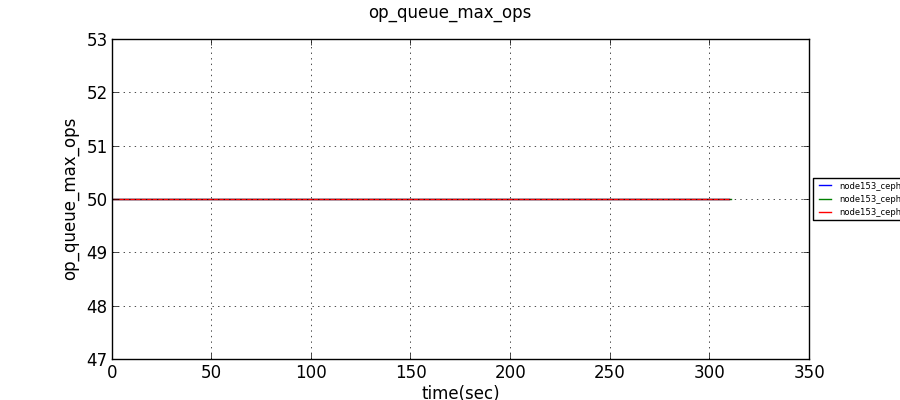 op_queue_max_ops
53
52
51
50
49
48
47
op_queue_max_ops
0 50 100 150 200 250 300 350
time(sec)
node153_ceph
node153_ceph
node153_ceph